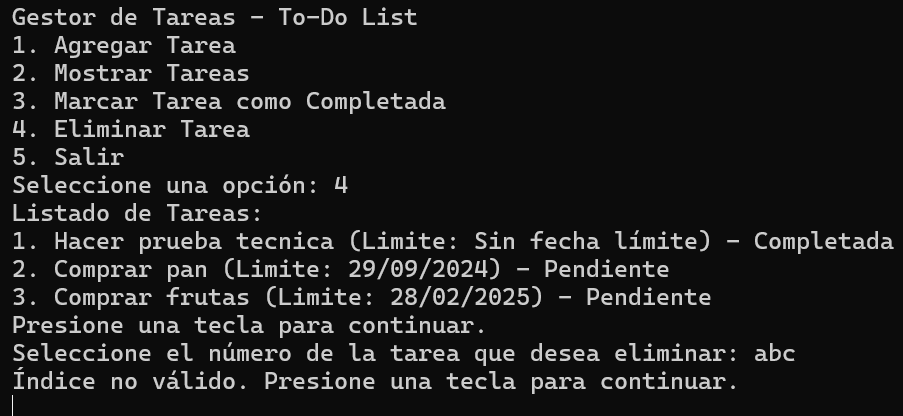 Gestor de Tareas - To-Do List
1. Agregar Tarea
2. Mostrar Tareas
3. Marcar Tarea como Completada
4. Eliminar Tarea
5. Salir
Seleccione una opción: 4
Listado de Tareas:
1. Hacer prueba tecnica (Limite: Sin fecha límite) - Completada
2. Comprar pan (Limite: 29/09/2024) - Pendiente
3. Comprar frutas (Limite: 28/02/2025) - Pendiente
Presione una tecla para continuar.
Seleccione el número de la tarea que desea eliminar: abc
Índice no válido. Presione una tecla para continuar.